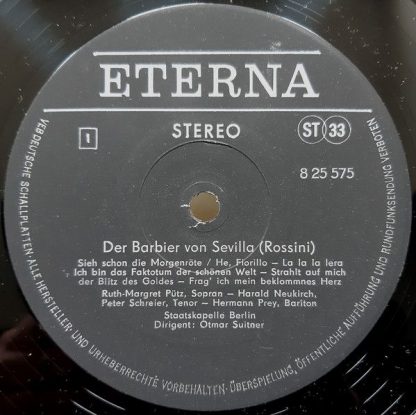 ETERNA
1
STEREO
ST 33
8 25 575
Der Barbier von Sevilla (Rossini)
Sieh schon die Morgenröte / He, Fiorillo – La la la lera
Ich bin das Faktotum der schönen Welt – Strahlt auf mich
der Blitz des Goldes – Frag' ich mein beklommnes Herz
Ruth-Margret Pütz, Sopran – Harald Neukirch,
Peter Schreier, Tenor – Hermann Prey, Bariton
Staatskapelle Berlin
Dirigent: Otmar Suitner
VEB DEUTSCHE SCHALLPLATTEN · ALLE HERSTELLER- UND URHEBERRECHTE VORBEHALTEN · ÜBERSPIELUNG, ÖFFENTLICHE AUFFÜHRUNG UND RUNDFUNKSENDUNG VERBOTEN